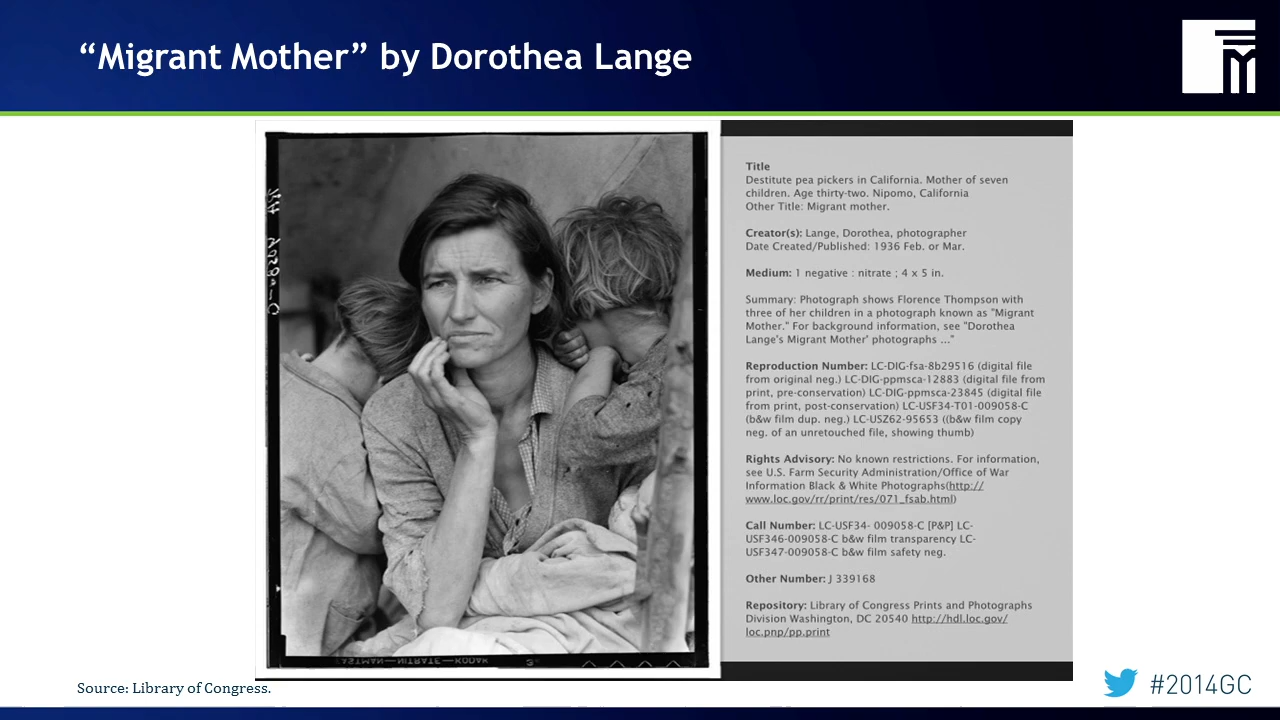 “Migrant Mother” by Dorothea Lange
Title
Destitute pea pickers in California. Mother of seven
children. Age thirty-two. Nipomo, California
Other Title: Migrant mother.
Creator(s): Lange, Dorothea, photographer
Date Created/Published: 1936 Feb. or Mar.
Medium: 1 negative : nitrate ; 4 x 5 in.
Summary: Photograph shows Florence Thompson with
three of her children in a photograph known as "Migrant
Mother." For background information, see "Dorothea
Lange's Migrant Mother' photographs ..."
Reproduction Number: LC-DIG-fsa-8b29516 (digital file
from original neg.) LC-DIG-ppmsca-12883 (digital file from
print, pre-conservation) LC-DIG-ppmsca-23845 (digital file
from print, post-conservation) LC-USF34-T01-009058-C
(b&w film dup. neg.) LC-USZ62-95653 ((b&w film copy
neg. of an unretouched file, showing thumb)
Rights Advisory: No known restrictions. For information,
see U.S. Farm Security Administration/Office of War
Information Black & White Photographs(http://
www.loc.gov/rr/print/res/071_fsab.html)
Call Number: LC-USF34- 009058-C [P&P] LC-
USF346-009058-C b&w film transparency LC-
USF347-009058-C b&w film safety neg.
Other Number: J 339168
Repository: Library of Congress Prints and Photographs
Division Washington, DC 20540 http://hdl.loc.gov/
loc.pnp/pp.print
EASTMAN—NITRATE—KODAK
Source: Library of Congress.
#2014GC